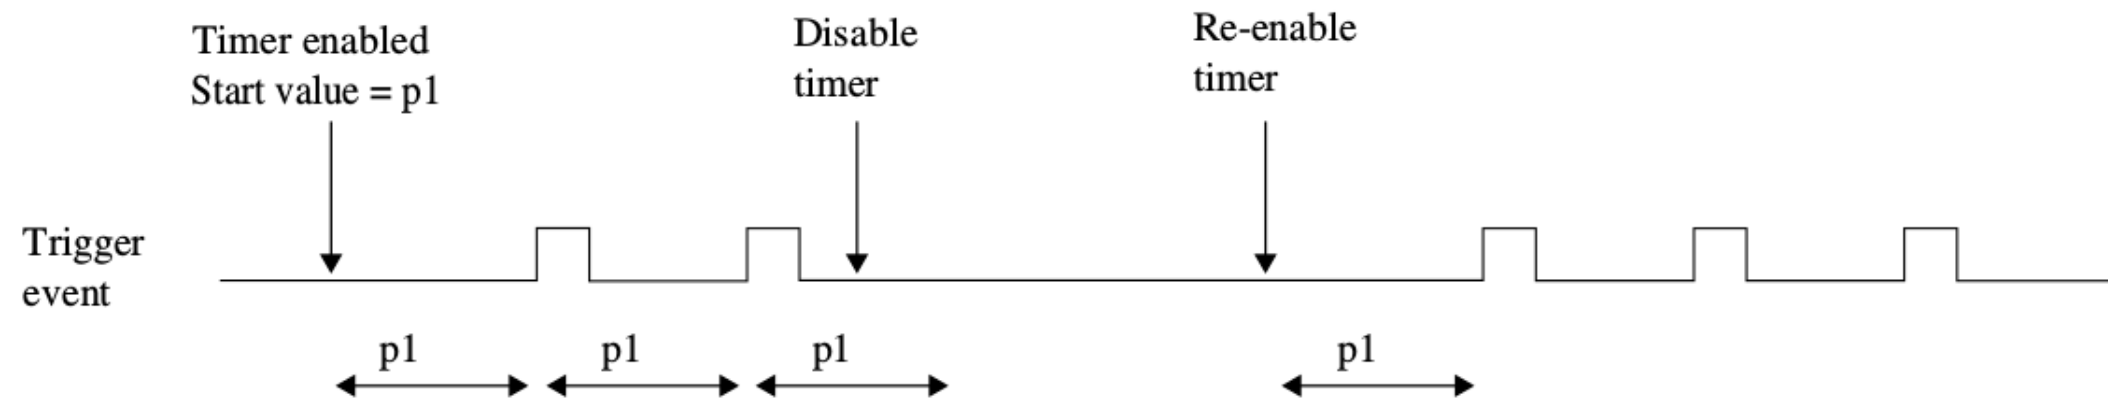 Timer enabled
Start value = p1
Disable
timer
Re-enable
timer
Trigger
event
p1
p1
p1
p1